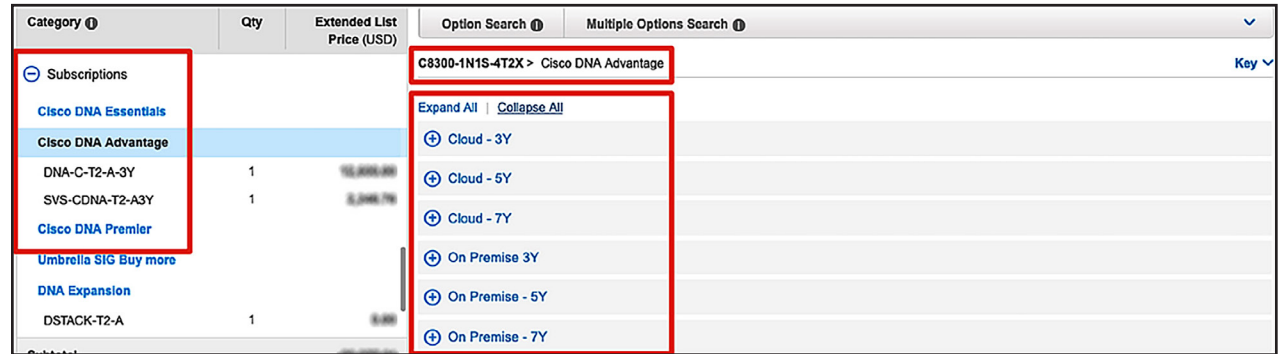 Category
Qty
Extended List
Price (USD)
Subscriptions
Cisco DNA Essentials
Cisco DNA Advantage
DNA-C-T2-A-3Y 1
SVS-CDNA-T2-A3Y 1
Cisco DNA Premier
Umbrella SIG Buy more
DNA Expansion
DSTACK-T2-A 1
Option Search
Multiple Options Search
C8300-1N1S-4T2X > Cisco DNA Advantage
Key
Expand All | Collapse All
Cloud - 3Y
Cloud - 5Y
Cloud - 7Y
On Premise 3Y
On Premise - 5Y
On Premise - 7Y